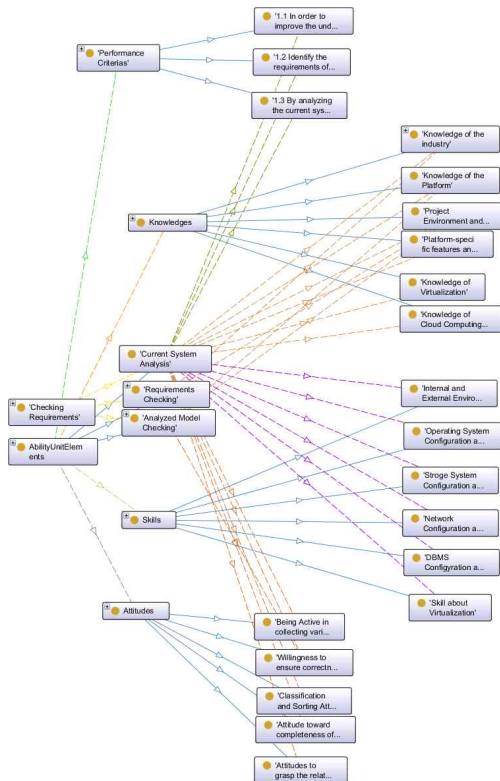 '1.1 In order to
improve the und...
'Performance
Criterias'
'1.2 Identify the
requirements of...
'1.3 By analyzing
the current sys...
'Knowledge of the
industry'
'Knowledge of the
Platform'
Knowledges
'Project
Environment and...
'Platform-speci
fic features an...
'Knowledge of
Virtualization'
'Knowledge of
Cloud Computing...
'Current System
Analysis'
'Requirements
Checking'
'Internal and
External Enviro...
'Checking
Requirements'
'Analyzed Model
Checking'
'Operating System
Configuration a...
AbilityUnitElem
ents
'Stroge System
Configuration a...
Skills
'Network
Configuration a...
'DBMS
Configyration a...
'Skill about
Virtualization'
Attitudes
'Being Active in
collecting vari...
'Willingness to
ensure correctn...
'Classification
and Sorting Att...
'Attitude toward
completeness of...
'Attitudes to
grasp the relat...